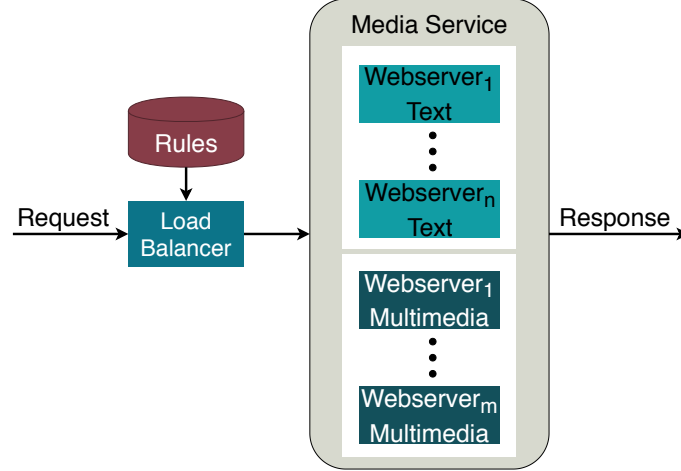 Media Service
Webserver₁
Text
Rules
Webserverₙ
Text
Request
Load
Balancer
Response
Webserver₁
Multimedia
Webserverₘ
Multimedia